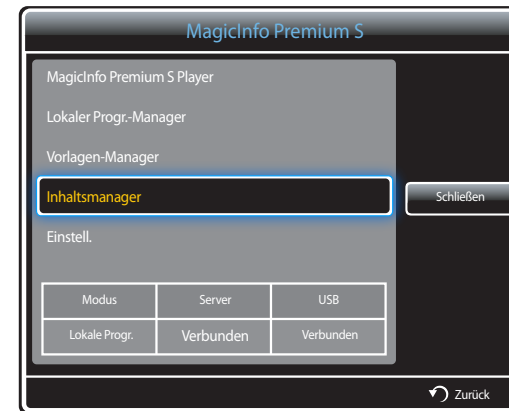 MagicInfo Premium S
MagicInfo Premium S Player
Lokaler Progr.-Manager
Vorlagen-Manager
Inhaltsmanager
Schließen
Einstell.
Modus Server USB
Lokale Progr. Verbunden Verbunden
Zurück